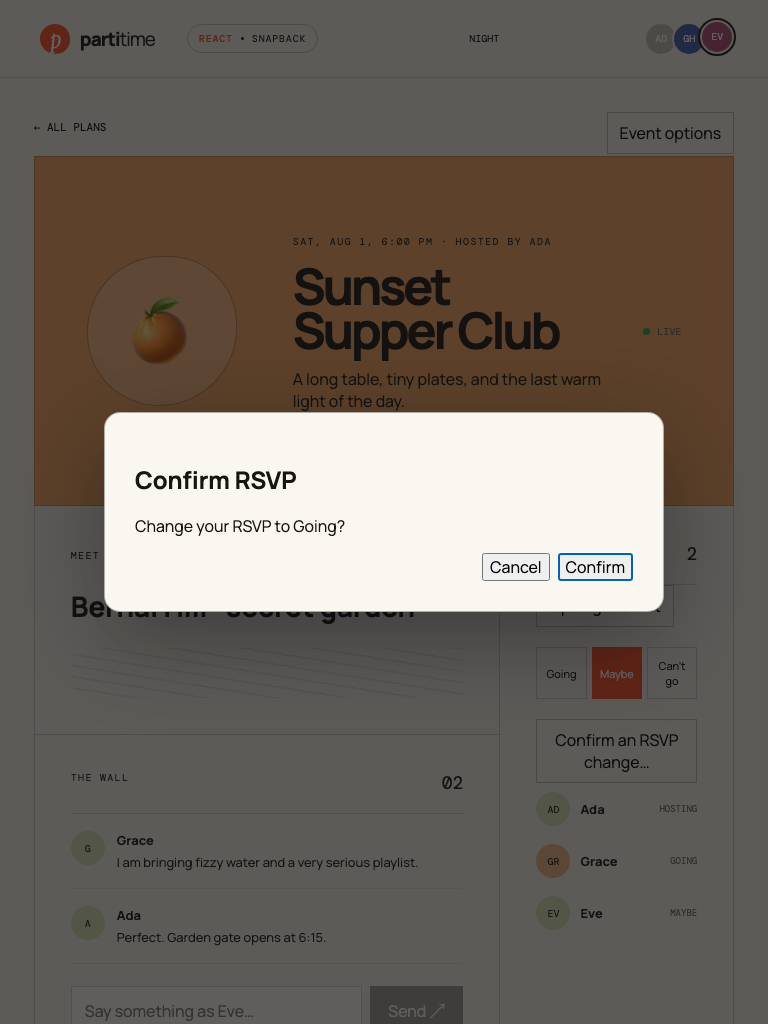 partitime
REACT • SNAPBACK
NIGHT
AD
GH
EV
← ALL PLANS
Event options
SAT, AUG 1, 6:00 PM · HOSTED BY ADA
Sunset
Supper Club
LIVE
A long table, tiny plates, and the last warm
light of the day.
Confirm RSVP
Change your RSVP to Going?
Cancel
Confirm
MEET
2
Going
Maybe
Can't
go
Confirm an RSVP
change…
THE WALL
02
G
Grace
I am bringing fizzy water and a very serious playlist.
A
Ada
Perfect. Garden gate opens at 6:15.
Say something as Eve…
Send ↗
AD
Ada
HOSTING
GR
Grace
GOING
EV
Eve
MAYBE